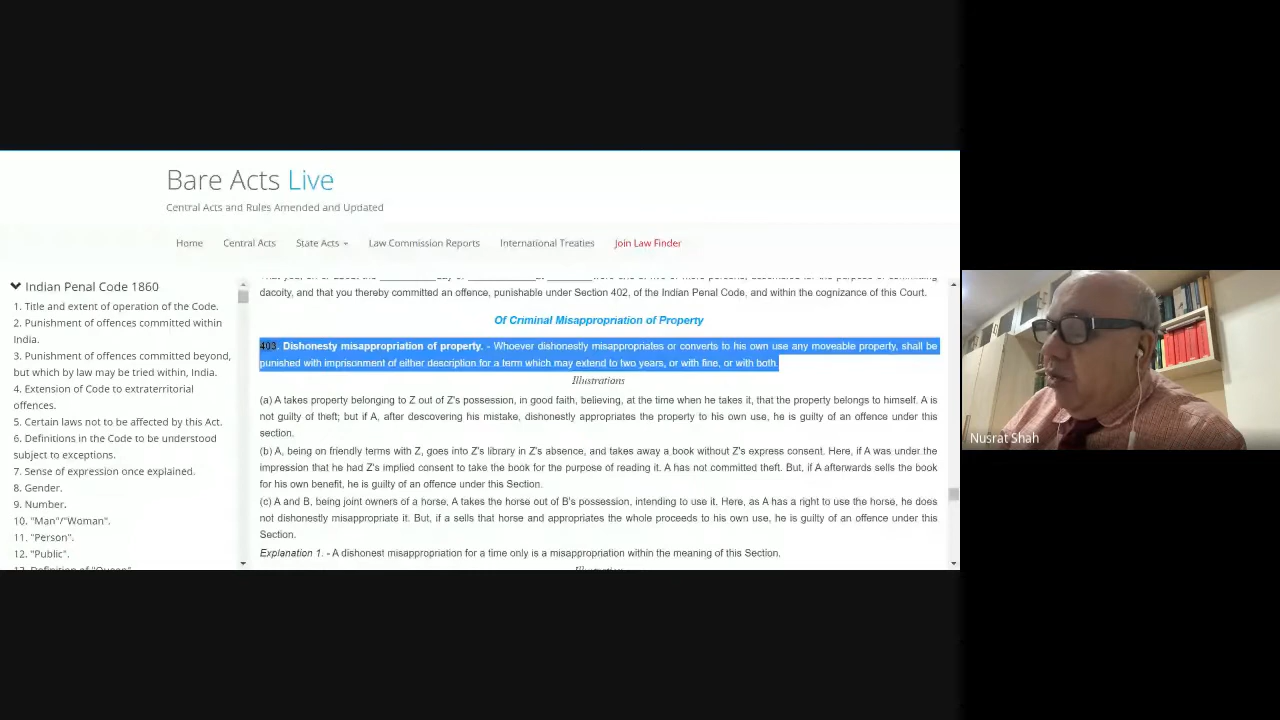 Bare Acts Live
Central Acts and Rules Amended and Updated
Home Central Acts State Acts Law Commission Reports International Treaties Join Law Finder
Indian Penal Code 1860
1. Title and extent of operation of the Code.
2. Punishment of offences committed within
India.
3. Punishment of offences committed beyond,
but which by law may be tried within, India.
4. Extension of Code to extraterritorial
offences.
5. Certain laws not to be affected by this Act.
6. Definitions in the Code to be understood
subject to exceptions.
7. Sense of expression once explained.
8. Gender.
9. Number.
10. "Man"/"Woman".
11. "Person".
12. "Public".
13. Definition of "Queen".
dacoity, and that you thereby committed an offence, punishable under Section 402, of the Indian Penal Code, and within the cognizance of this Court.
Of Criminal Misappropriation of Property
403. Dishonesty misappropriation of property. - Whoever dishonestly misappropriates or converts to his own use any moveable property, shall be
punished with imprisonment of either description for a term which may extend to two years, or with fine, or with both.
Illustrations
(a) A takes property belonging to Z out of Z's possession, in good faith, believing, at the time when he takes it, that the property belongs to himself. A is
not guilty of theft; but if A, after descovering his mistake, dishonestly appropriates the property to his own use, he is guilty of an offence under this
section.
(b) A, being on friendly terms with Z, goes into Z's library in Z's absence, and takes away a book without Z's express consent. Here, if A was under the
impression that he had Z's implied consent to take the book for the purpose of reading it. A has not committed theft. But, if A afterwards sells the book
for his own benefit, he is guilty of an offence under this Section.
(c) A and B, being joint owners of a horse, A takes the horse out of B's possession, intending to use it. Here, as A has a right to use the horse, he does
not dishonestly misappropriate it. But, if a sells that horse and appropriates the whole proceeds to his own use, he is guilty of an offence under this
Section.
Explanation 1. - A dishonest misappropriation for a time only is a misappropriation within the meaning of this Section.
Nusrat Shah